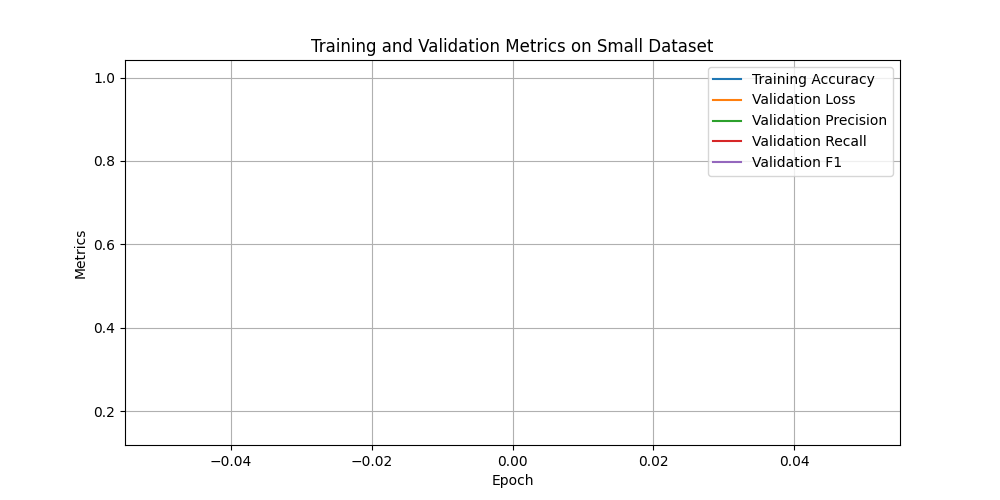 Training and Validation Metrics on Small Dataset
1.0
0.8
0.6
0.4
0.2
Metrics
Training Accuracy
Validation Loss
Validation Precision
Validation Recall
Validation F1
−0.04
−0.02
0.00
0.02
0.04
Epoch